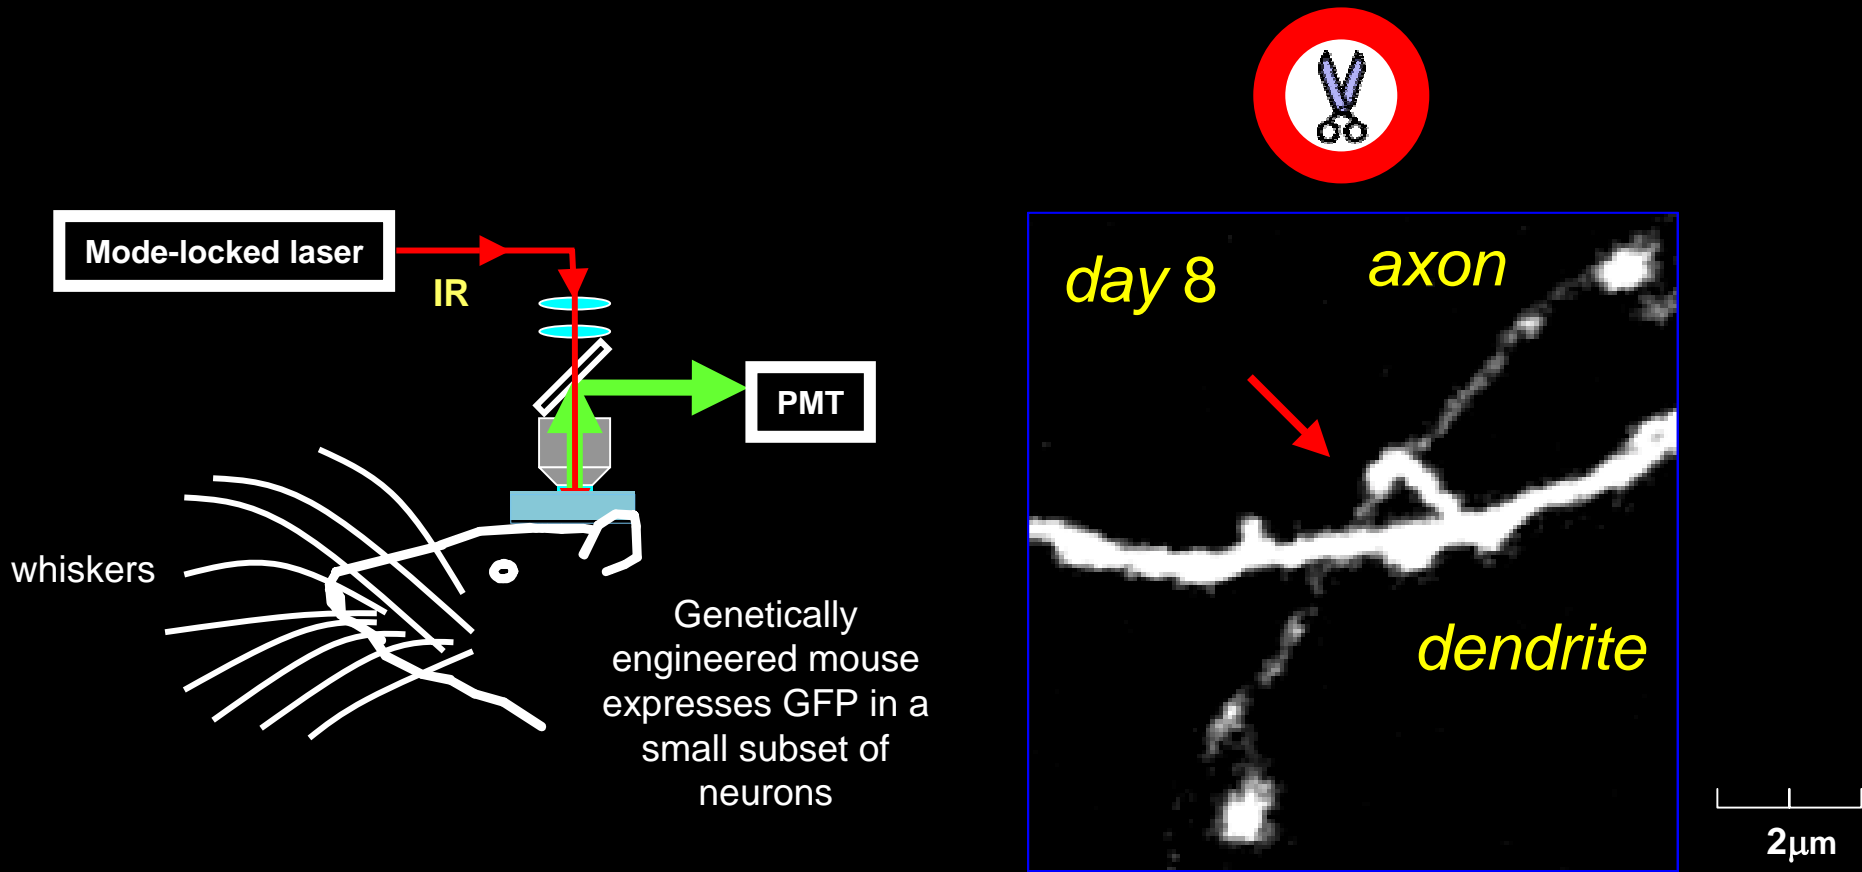 Mode-locked laser
IR
PMT
whiskers
Genetically
engineered mouse
expresses GFP in a
small subset of
neurons
day 8
axon
dendrite
2μm